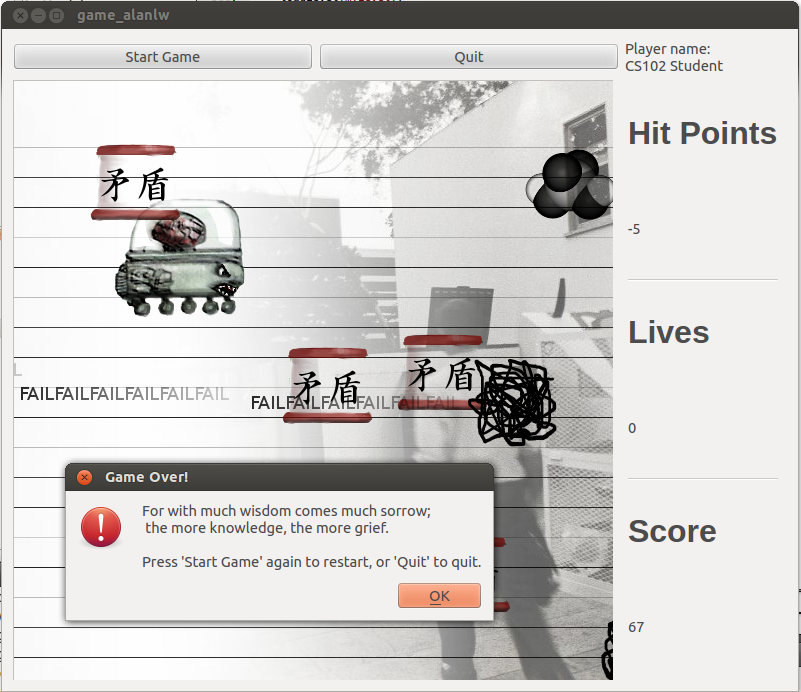 game_alanlw
Start Game
Quit
Player name:
CS102 Student
Hit Points
-5
Lives
0
Score
67
矛盾
矛盾
矛盾
L
FAILFAILFAILFAILFAILFAIL
FAILFAILFAILFAILFAILFAIL
Game Over!
For with much wisdom comes much sorrow;
the more knowledge, the more grief.
Press 'Start Game' again to restart, or 'Quit' to quit.
OK